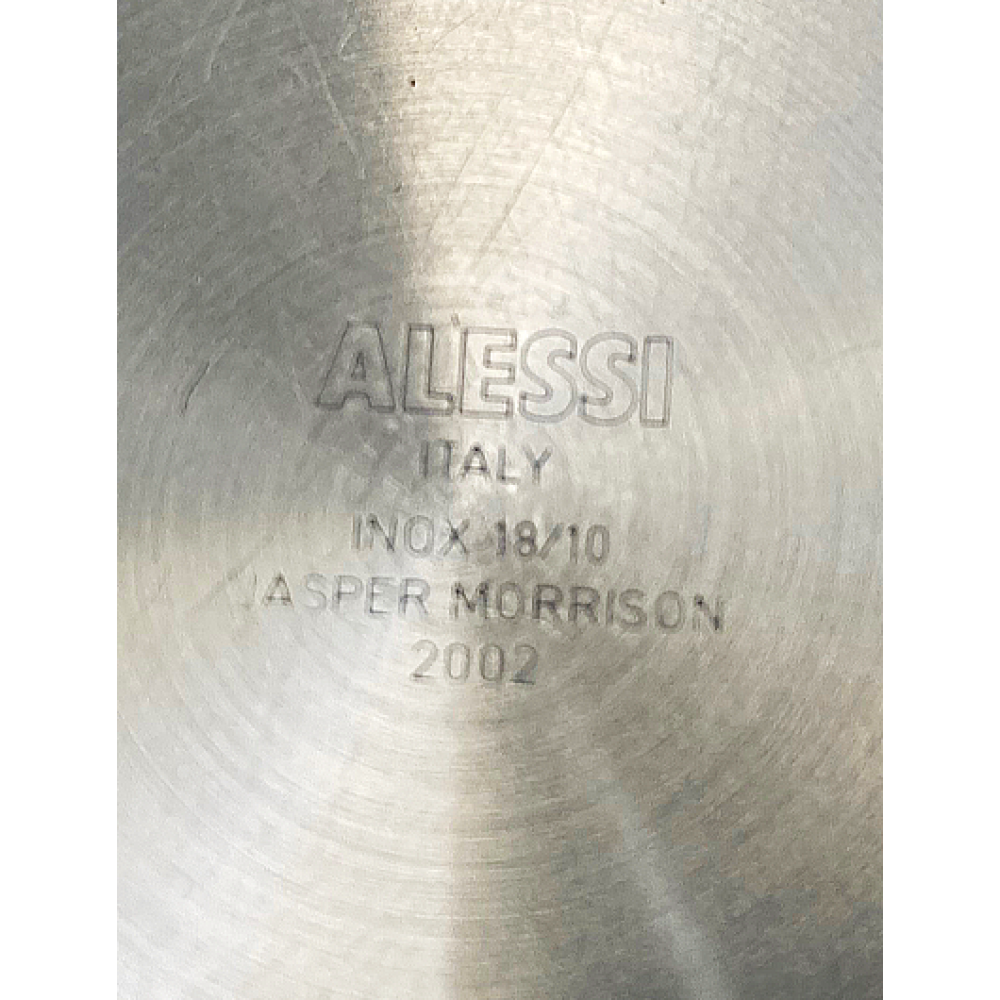 ALESSI
ITALY
INOX 18/10
JASPER MORRISON
2002